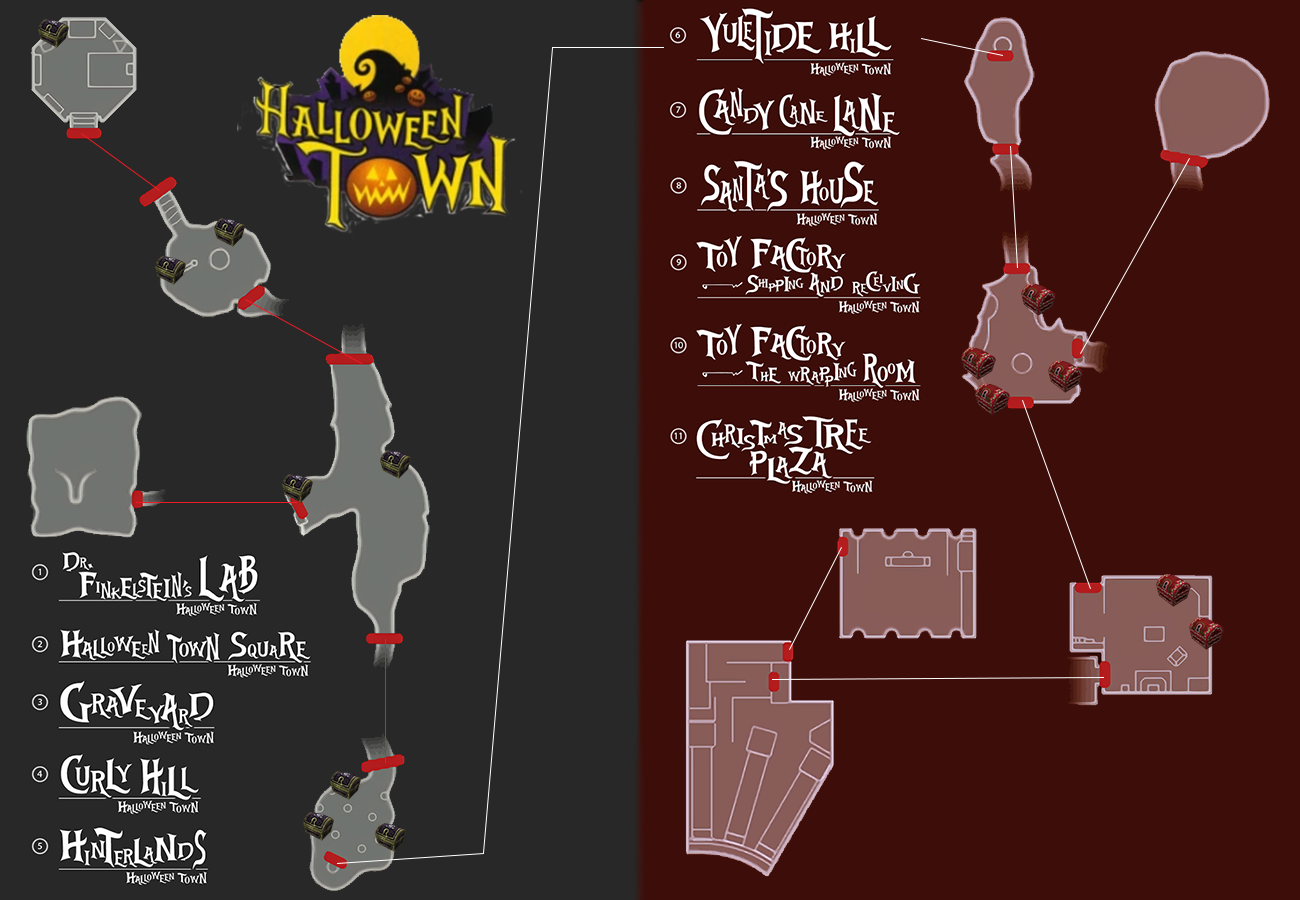 HALLOWEEN
TOWN
1 DR.
FINKELSTEIN'S LAB
HALLOWEEN TOWN
2 HALLOWEEN TOWN SQUARE
HALLOWEEN TOWN
3 GRAVEYARD
HALLOWEEN TOWN
4 CURLY HILL
HALLOWEEN TOWN
5 HINTERLANDS
HALLOWEEN TOWN
6 YULETIDE HILL
HALLOWEEN TOWN
7 CANDY CANE LANE
HALLOWEEN TOWN
8 SANTA'S HOUSE
HALLOWEEN TOWN
9 TOY FACTORY
SHIPPING AND RECEIVING
HALLOWEEN TOWN
10 TOY FACTORY
THE WRAPPING ROOM
HALLOWEEN TOWN
11 CHRISTMAS TREE
PLAZA
HALLOWEEN TOWN